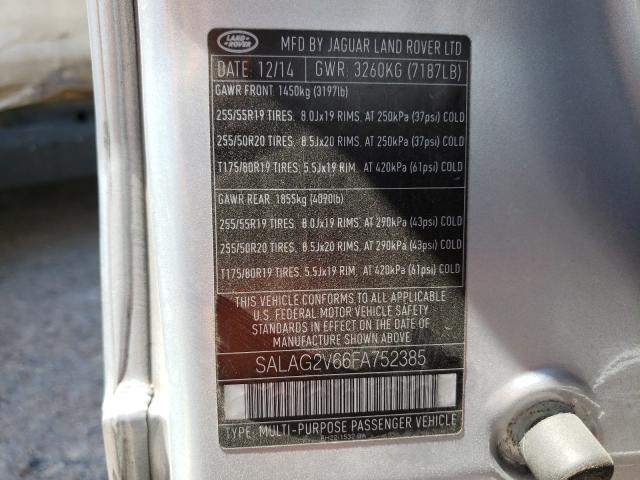 LAND ROVER
MFD BY JAGUAR LAND ROVER LTD
DATE: 12/14 GWR: 3260KG (7187LB)
GAWR FRONT 1450kg (3197lb)
255/55R19 TIRES, 8.0Jx19 RIMS, AT 250kPa (37psi) COLD
255/50R20 TIRES, 8.5Jx20 RIMS, AT 250kPa (37psi) COLD
T175/80R19 TIRES, 5.5Jx19 RIM, AT 420kPa (61psi) COLD
GAWR REAR 1855kg (4090lb)
255/55R19 TIRES, 8.0Jx19 RIMS, AT 290kPa (43psi) COLD
255/50R20 TIRES, 8.5Jx20 RIMS, AT 290kPa (43psi) COLD
T175/80R19 TIRES, 5.5Jx19 RIM, AT 420kPa (61psi) COLD
THIS VEHICLE CONFORMS TO ALL APPLICABLE
U.S. FEDERAL MOTOR VEHICLE SAFETY
STANDARDS IN EFFECT ON THE DATE OF
MANUFACTURE SHOWN ABOVE
SALAG2V66FA752385
TYPE: MULTI-PURPOSE PASSENGER VEHICLE